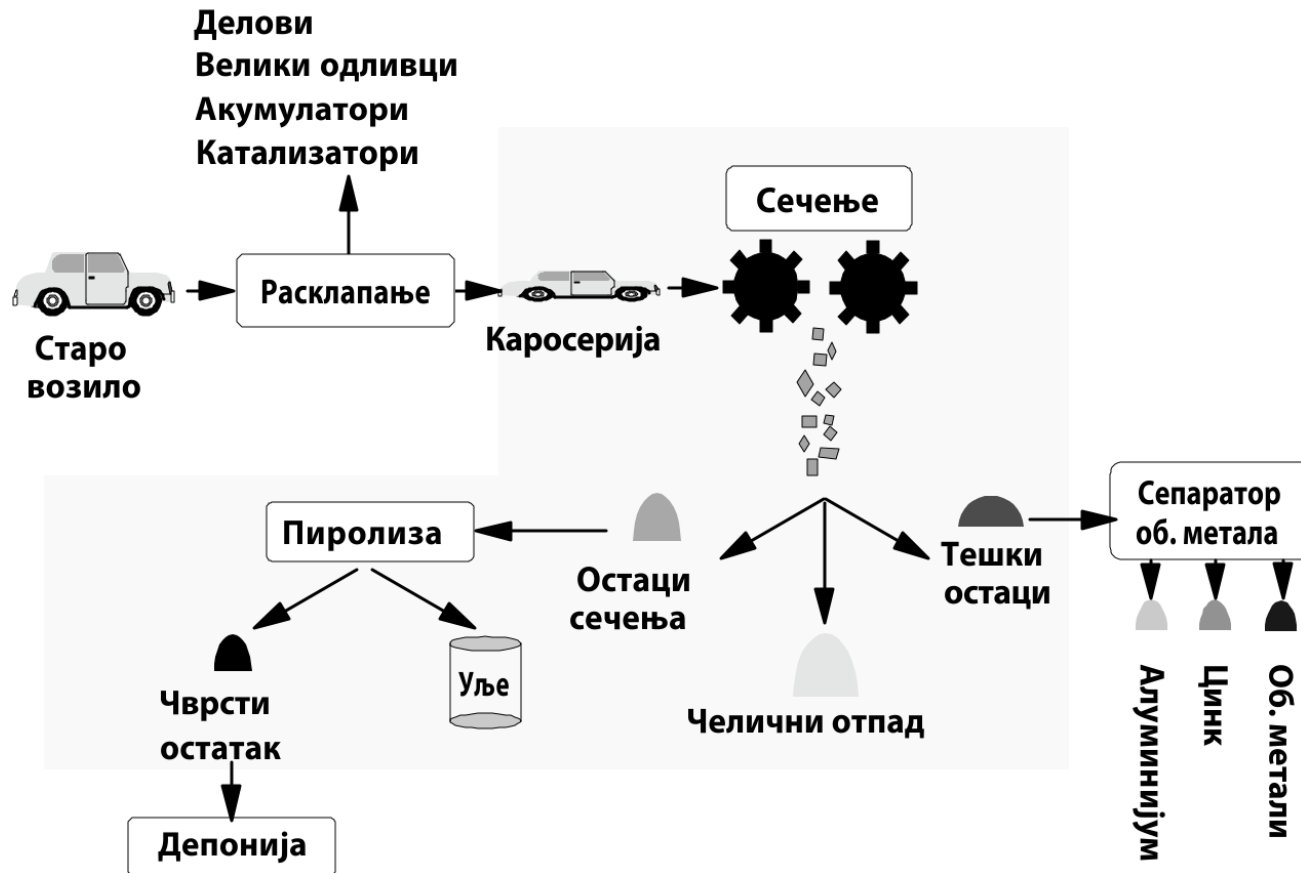 Делови
Велики одливци
Акумулатори
Катализатори
Сечење
Расклапање
Старо
возило
Каросерија
Пиролиза
Остаци
сечења
Тешки
остаци
Сепаратор
об. метала
Чврсти
остатак
Уље
Челични отпад
Алуминијум
Цинк
Об. метали
Депонија